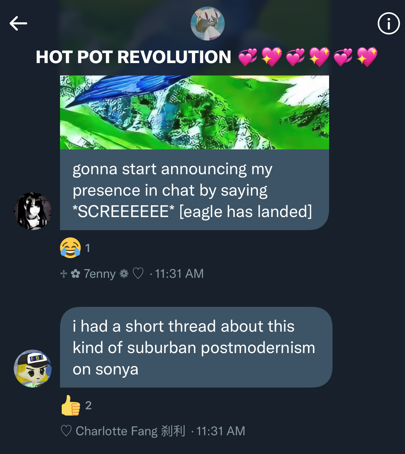 HOT POT REVOLUTION 💞💖💞💖💞💖
gonna start announcing my
presence in chat by saying
*SCREEEEEE* [eagle has landed]
😂 1
♱ ✿ 7enny ❁ ♡ · 11:31 AM
i had a short thread about this
kind of suburban postmodernism
on sonya
👍 2
♡ Charlotte Fang 刹利 · 11:31 AM